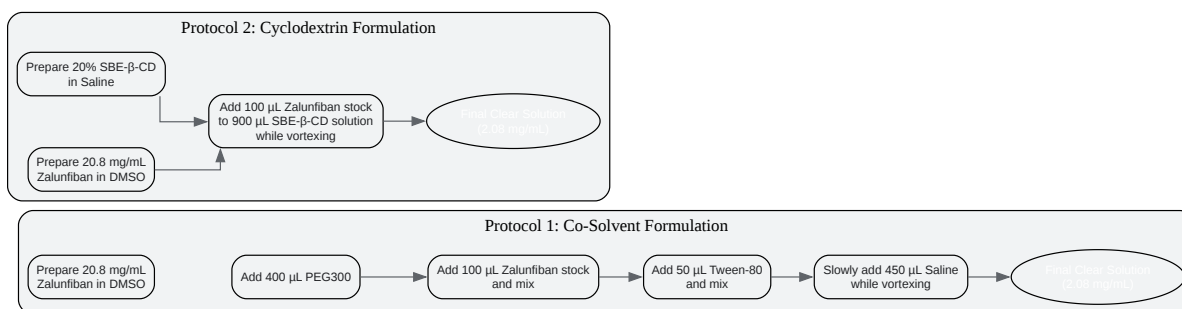 Protocol 2: Cyclodextrin Formulation
Prepare 20% SBE-β-CD
in Saline
Add 100 µL Zalunfiban stock
to 900 µL SBE-β-CD solution
while vortexing
Final Clear Solution
(2.08 mg/mL)
Prepare 20.8 mg/mL
Zalunfiban in DMSO
Protocol 1: Co-Solvent Formulation
Prepare 20.8 mg/mL
Zalunfiban in DMSO
Add 400 µL PEG300
Add 100 µL Zalunfiban stock
and mix
Add 50 µL Tween-80
and mix
Slowly add 450 µL Saline
while vortexing
Final Clear Solution
(2.08 mg/mL)